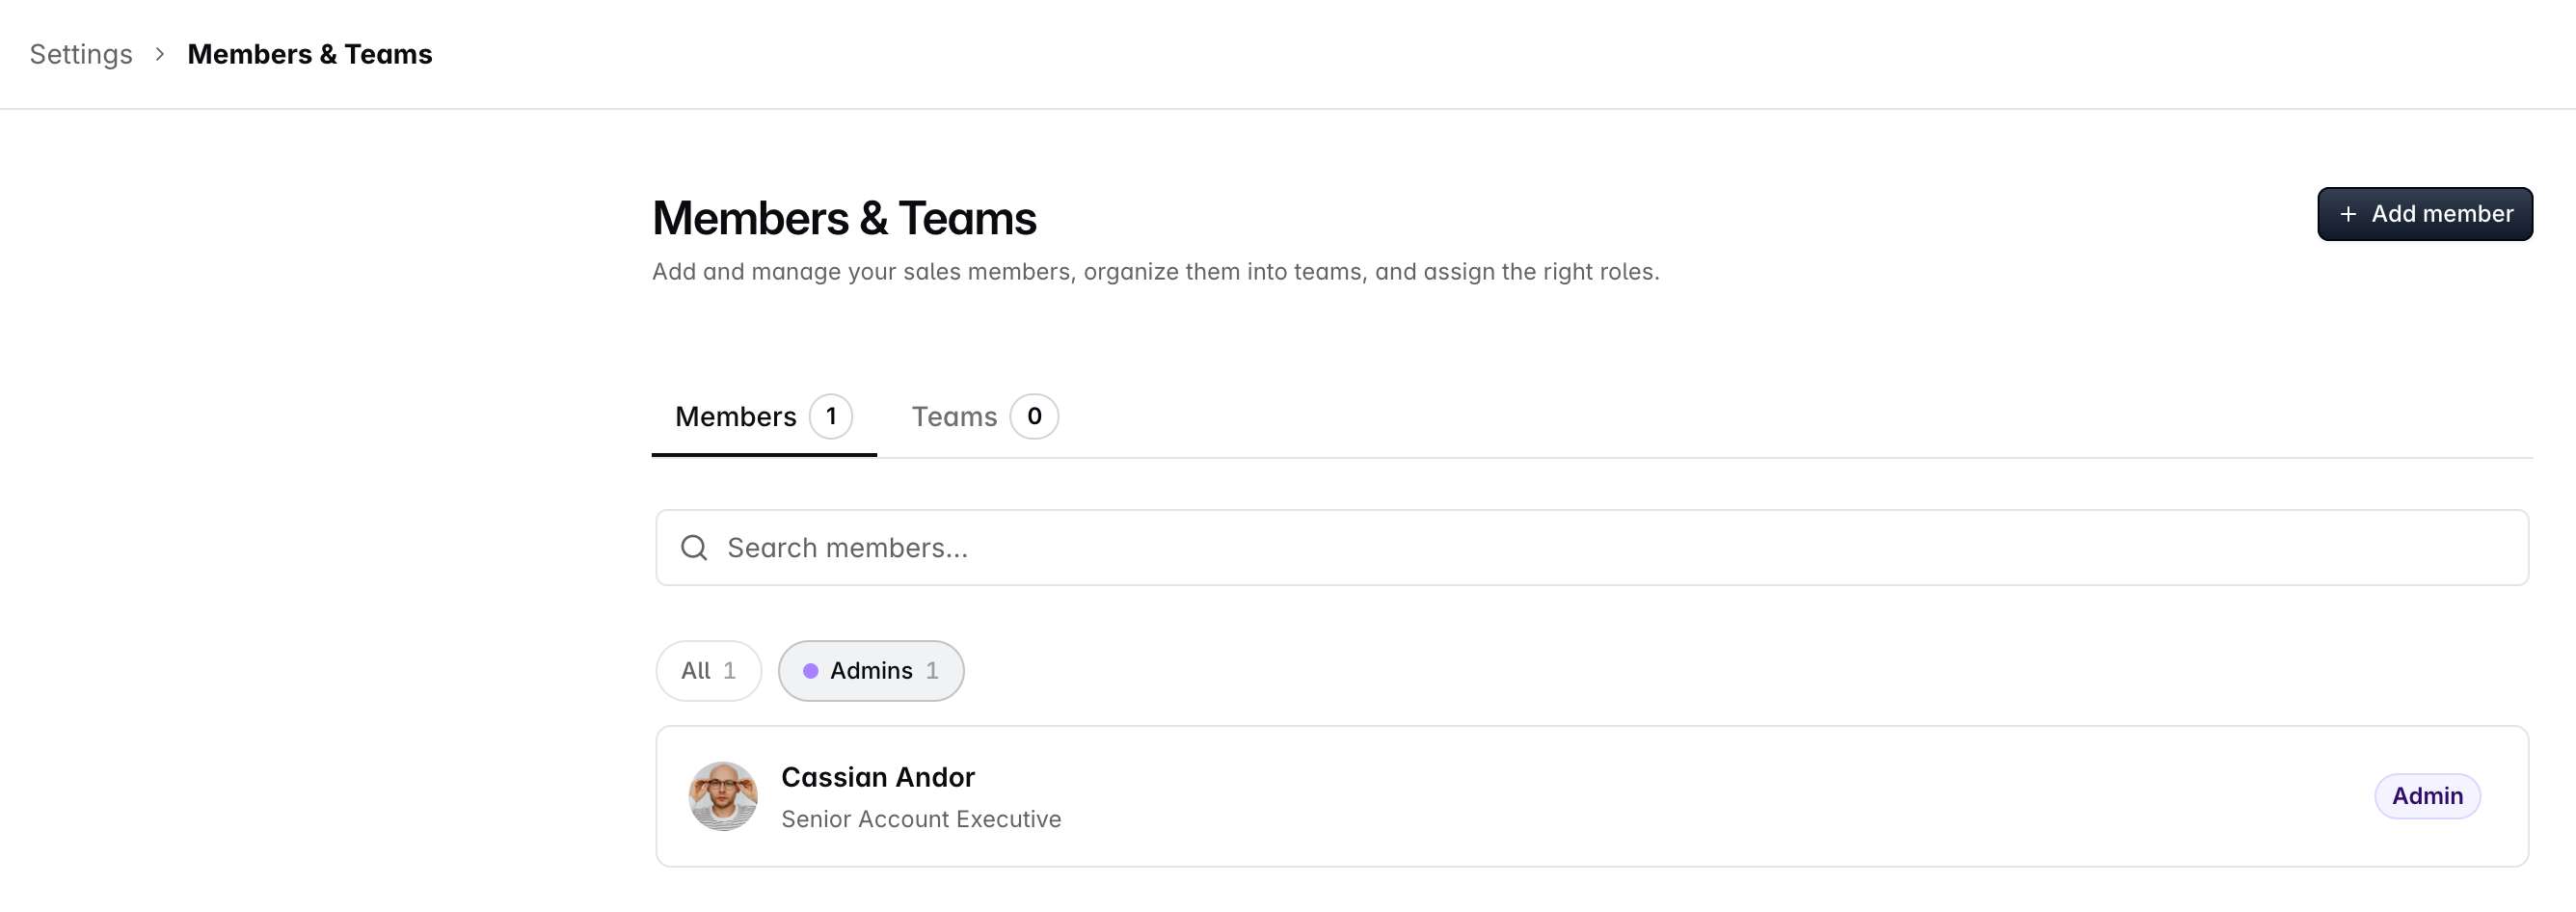 Settings > Members & Teams
Members & Teams
+ Add member
Add and manage your sales members, organize them into teams, and assign the right roles.
Members 1 Teams 0
Search members...
All 1 Admins 1
Cassian Andor
Senior Account Executive
Admin